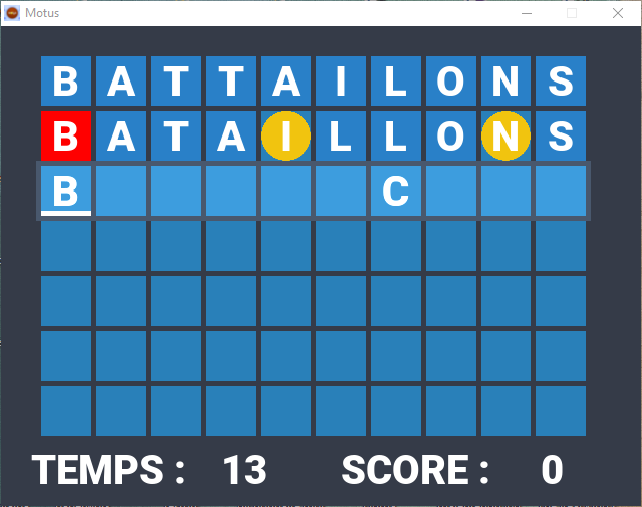 Motus
BATTAILONS
BATAILLONS
B C
TEMPS : 13 SCORE : 0